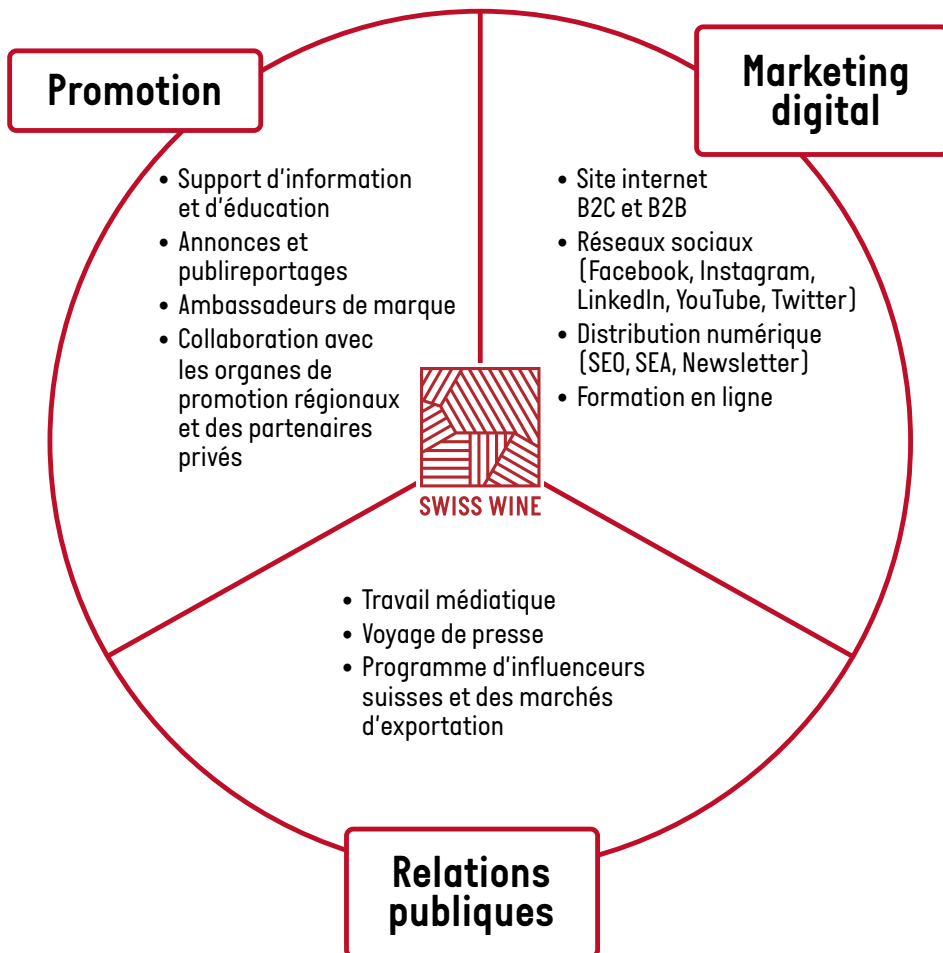 Promotion
• Support d'information
et d'éducation
• Annonces et
publireportages
• Ambassadeurs de marque
• Collaboration avec
les organes de
promotion régionaux
et des partenaires
privés
Marketing
digital
• Site internet
B2C et B2B
• Réseaux sociaux
(Facebook, Instagram,
LinkedIn, YouTube, Twitter)
• Distribution numérique
(SEO, SEA, Newsletter)
• Formation en ligne
SWISS WINE
• Travail médiatique
• Voyage de presse
• Programme d'influenceurs
suisses et des marchés
d'exportation
Relations
publiques